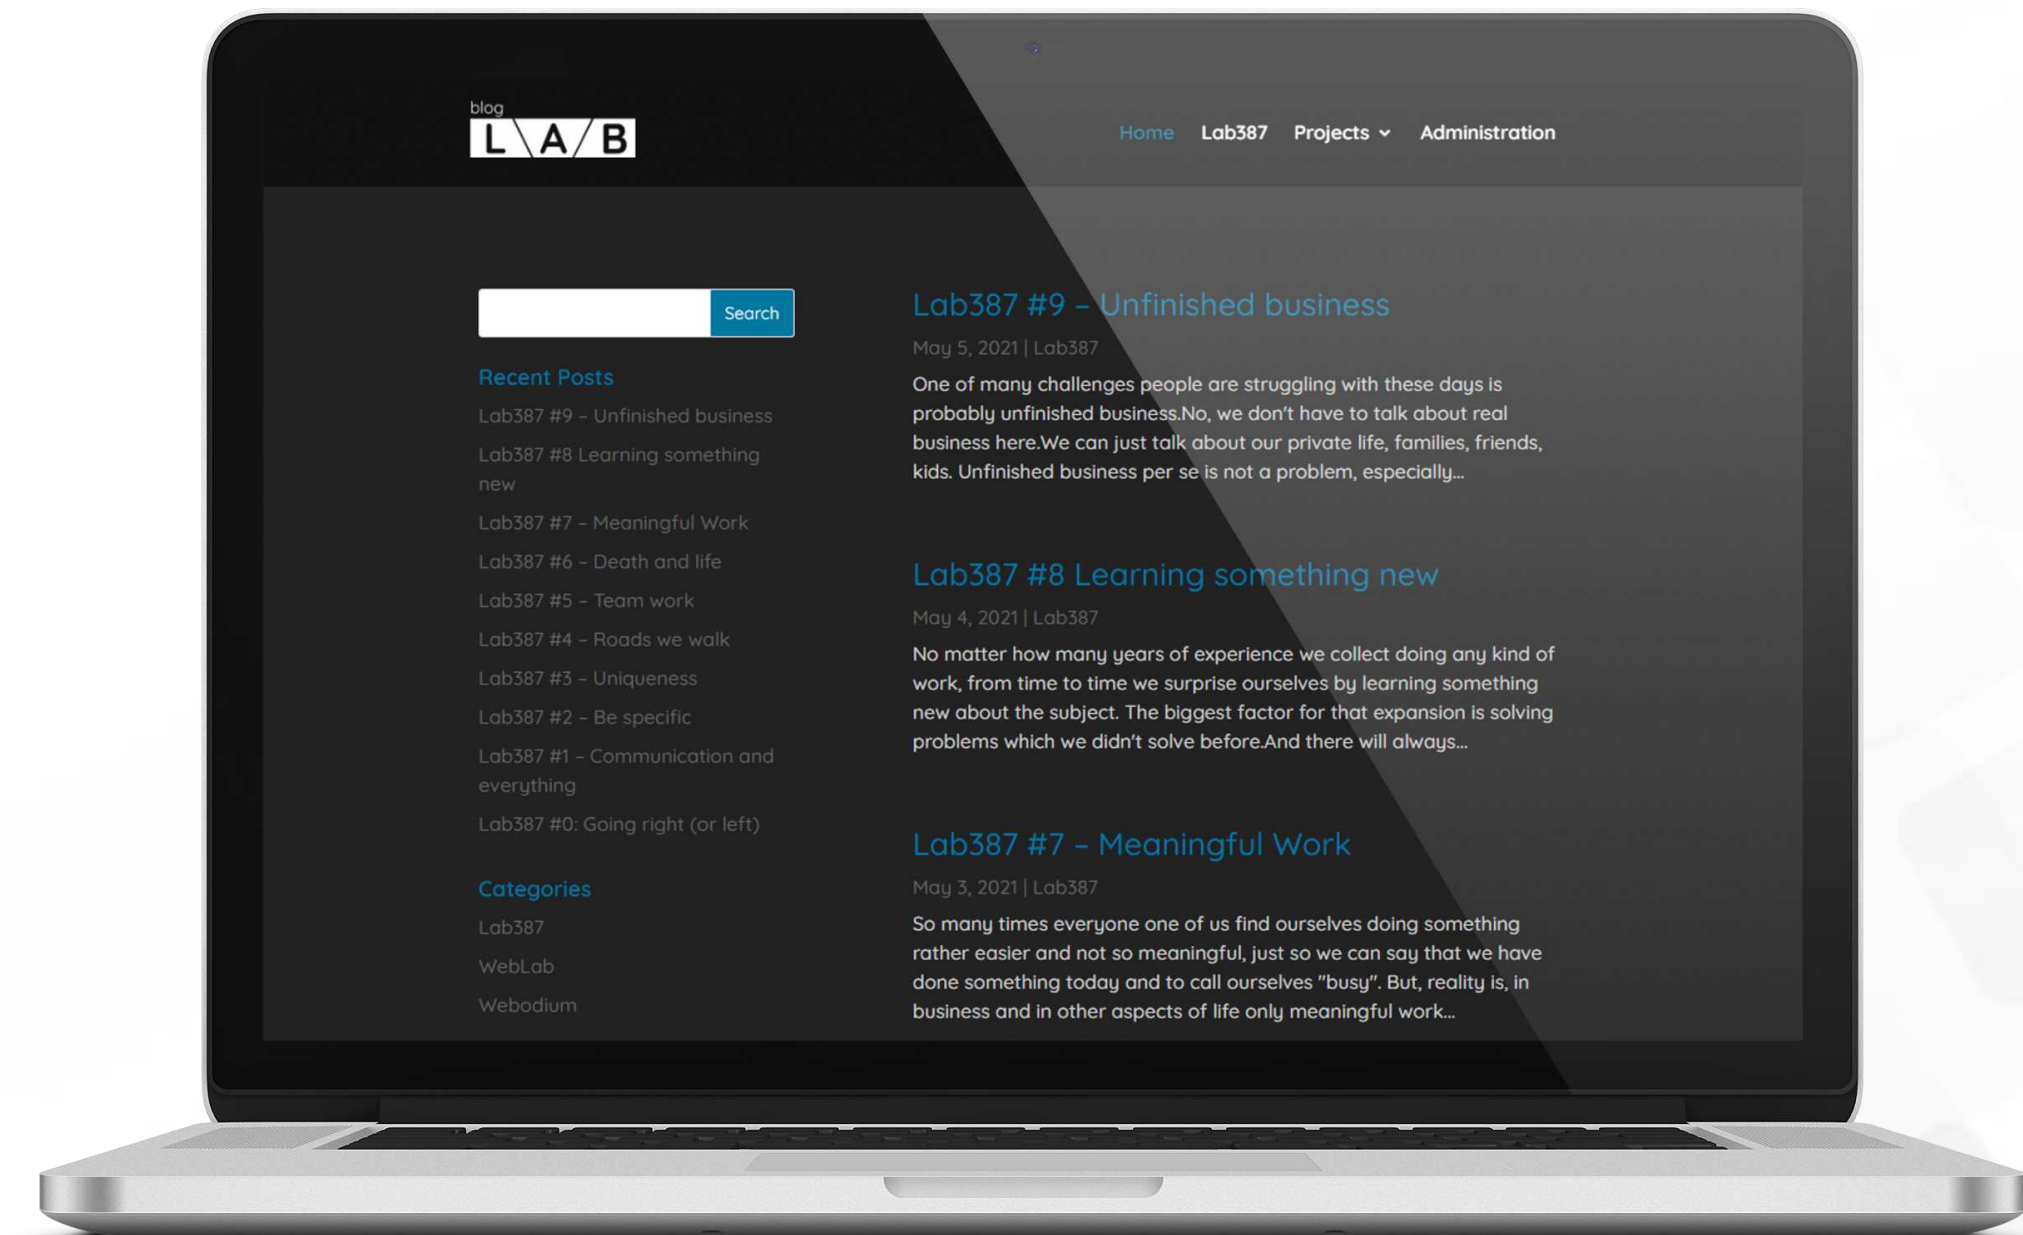 blog
L\A/B
Home Lab387 Projects Administration
Search
Recent Posts
Lab387 #9 – Unfinished business
Lab387 #8 Learning something
new
Lab387 #7 – Meaningful Work
Lab387 #6 – Death and life
Lab387 #5 – Team work
Lab387 #4 – Roads we walk
Lab387 #3 – Uniqueness
Lab387 #2 – Be specific
Lab387 #1 – Communication and
everything
Lab387 #0: Going right (or left)
Categories
Lab387
WebLab
Webodium
Lab387 #9 – Unfinished business
May 5, 2021 | Lab387
One of many challenges people are struggling with these days is
probably unfinished business.No, we don't have to talk about real
business here.We can just talk about our private life, families, friends,
kids. Unfinished business per se is not a problem, especially...
Lab387 #8 Learning something new
May 4, 2021 | Lab387
No matter how many years of experience we collect doing any kind of
work, from time to time we surprise ourselves by learning something
new about the subject. The biggest factor for that expansion is solving
problems which we didn't solve before.And there will always...
Lab387 #7 – Meaningful Work
May 3, 2021 | Lab387
So many times everyone one of us find ourselves doing something
rather easier and not so meaningful, just so we can say that we have
done something today and to call ourselves "busy". But, reality is, in
business and in other aspects of life only meaningful work...